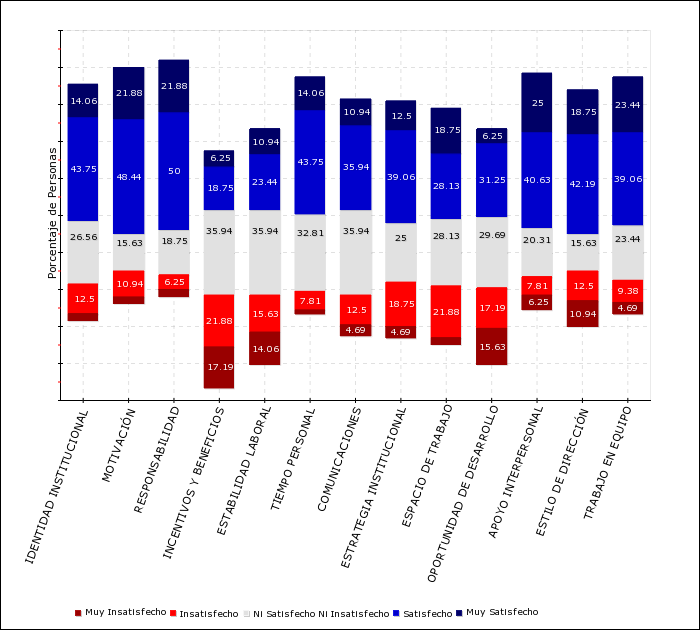 Porcentaje de Personas
14.06 21.88 21.88 6.25 10.94 14.06 10.94 12.5 18.75 6.25 25 18.75 23.44
43.75 48.44 50 18.75 23.44 43.75 35.94 39.06 28.13 31.25 40.63 42.19 39.06
26.56 15.63 18.75 35.94 35.94 32.81 35.94 25 28.13 29.69 20.31 15.63 23.44
12.5 10.94 6.25 21.88 15.63 7.81 12.5 18.75 21.88 17.19 7.81 12.5 9.38
17.19 14.06 4.69 4.69 15.63 6.25 10.94 4.69
IDENTIDAD INSTITUCIONAL
MOTIVACIÓN
RESPONSABILIDAD
INCENTIVOS Y BENEFICIOS
ESTABILIDAD LABORAL
TIEMPO PERSONAL
COMUNICACIONES
ESTRATEGIA INSTITUCIONAL
ESPACIO DE TRABAJO
OPORTUNIDAD DE DESARROLLO
APOYO INTERPERSONAL
ESTILO DE DIRECCIÓN
TRABAJO EN EQUIPO
Muy Insatisfecho Insatisfecho Ni Satisfecho Ni Insatisfecho Satisfecho Muy Satisfecho